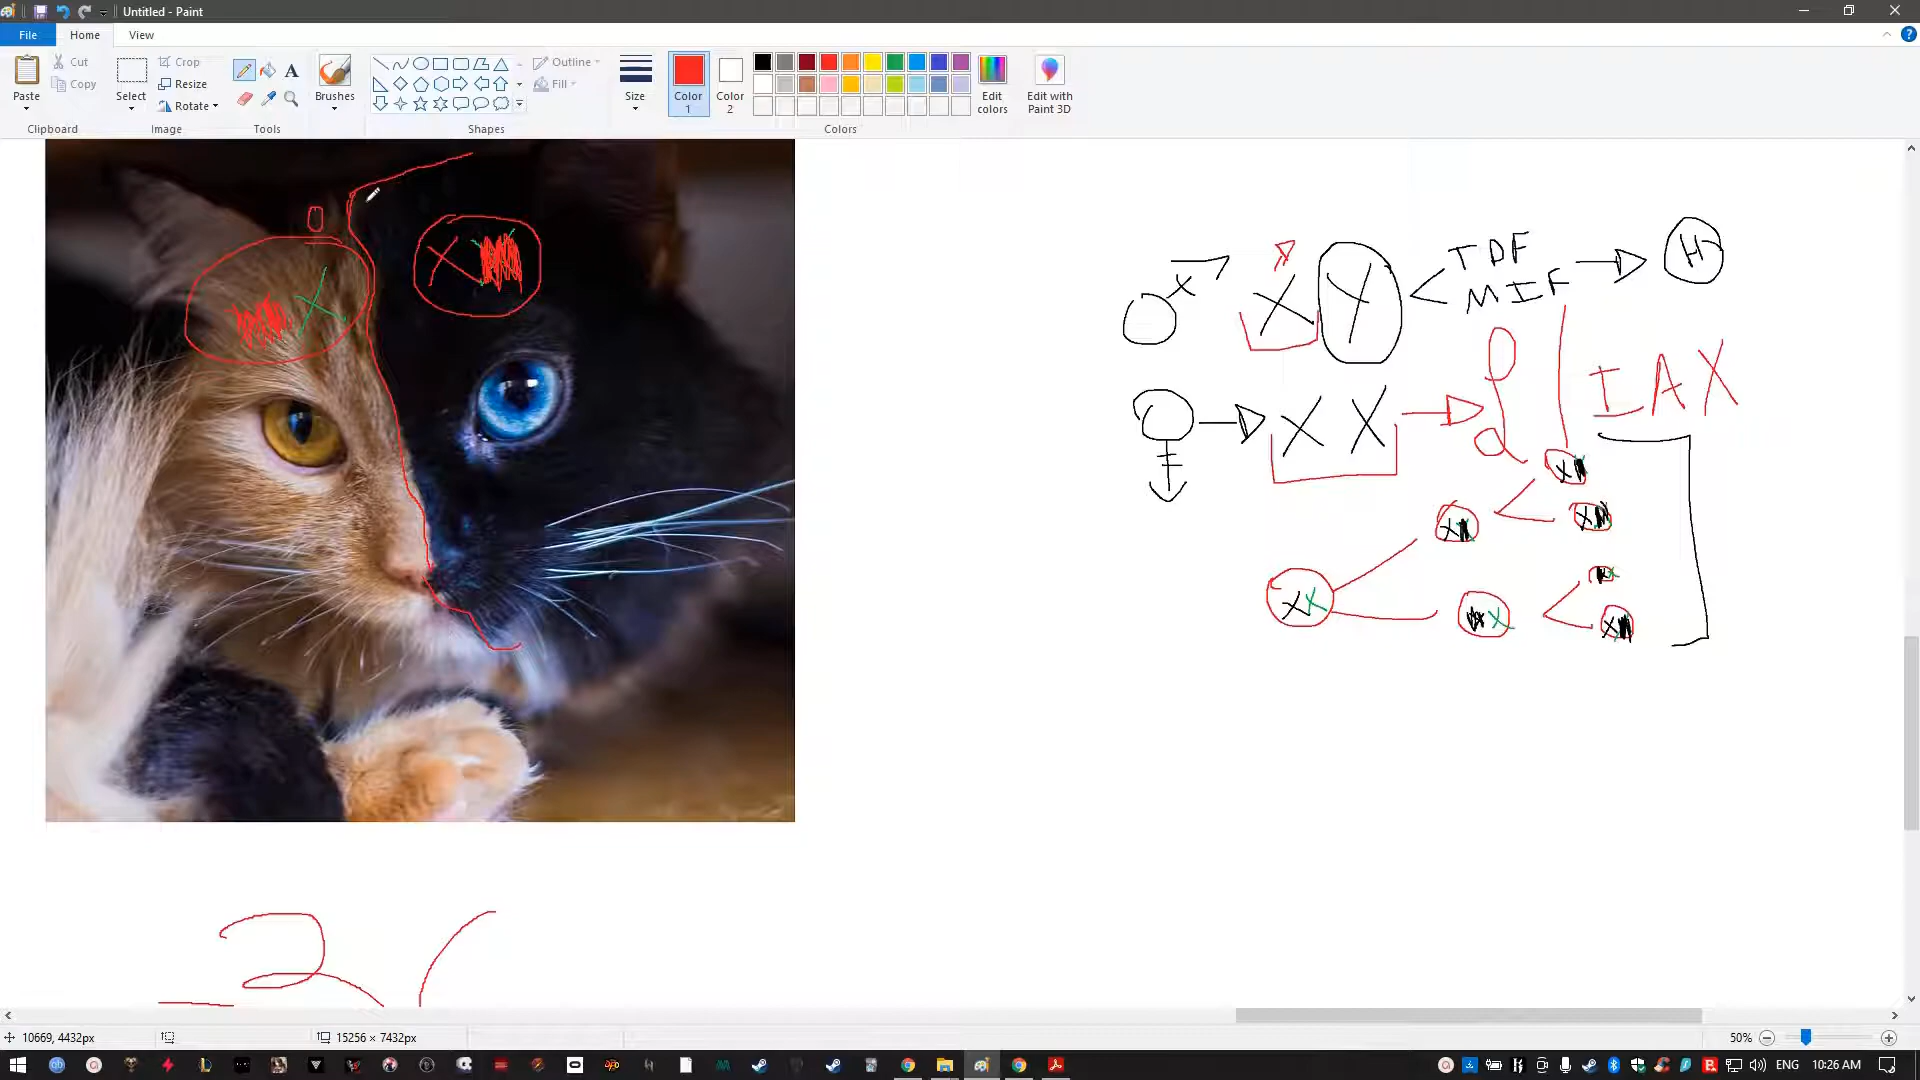 Untitled - Paint
File
Home
View
Paste
Cut
Copy
Clipboard
Select
Crop
Resize
Rotate
Image
A
Tools
Brushes
Shapes
Outline
Fill
Size
Color 1
Color 2
Edit colors
Edit with Paint 3D
Colors
X X
X
X Y
TDF
MIF
H
X X
IAX
X X
X
X
X
X
X
2
10669, 4432px
15256 × 7432px
50%
ENG
10:26 AM